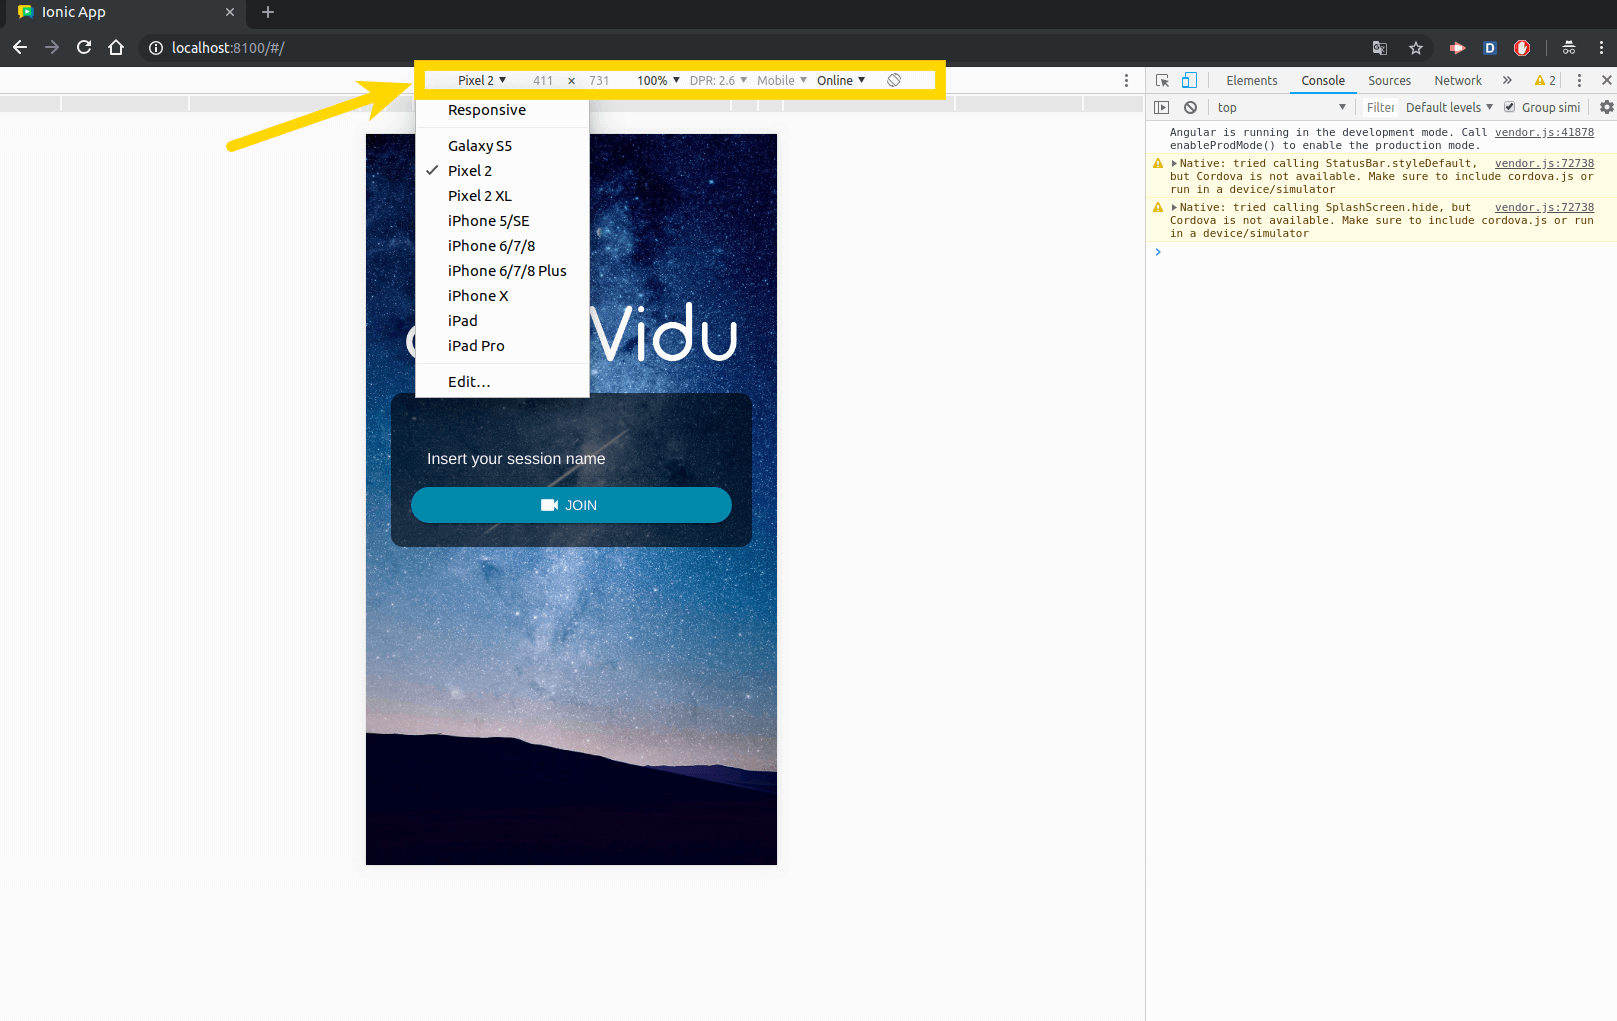 Ionic App
localhost:8100/#/
Pixel 2 411 × 731 100% DPR: 2.6 Mobile Online
Elements Console Sources Network 2
top Filter Default levels Group simi
Responsive
Galaxy S5
Pixel 2
Pixel 2 XL
iPhone 5/SE
iPhone 6/7/8
iPhone 6/7/8 Plus
iPhone X
iPad
iPad Pro
Edit...
Vidu
Insert your session name
JOIN
Angular is running in the development mode. Call vendor.js:41878
enableProdMode() to enable the production mode.
Native: tried calling StatusBar.styleDefault, vendor.js:72738
but Cordova is not available. Make sure to include cordova.js or
run in a device/simulator
Native: tried calling SplashScreen.hide, but vendor.js:72738
Cordova is not available. Make sure to include cordova.js or run
in a device/simulator